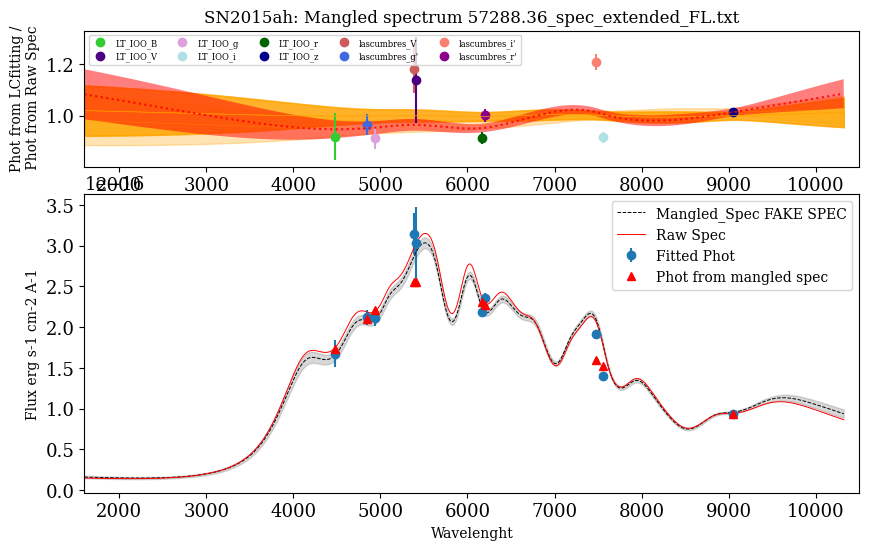 SN2015ah: Mangled spectrum 57288.36_spec_extended_FL.txt
Phot from LCfitting /
Phot from Raw Spec
LT_IOO_B LT_IOO_g LT_IOO_r lascumbres_V lascumbres_i'
LT_IOO_V LT_IOO_i LT_IOO_z lascumbres_g' lascumbres_r'
1.2
1.0
2000 3000 4000 5000 6000 7000 8000 9000 10000
1e−16
Flux erg s-1 cm-2 A-1
3.5
3.0
2.5
2.0
1.5
1.0
0.5
0.0
Mangled_Spec FAKE SPEC
Raw Spec
Fitted Phot
Phot from mangled spec
2000 3000 4000 5000 6000 7000 8000 9000 10000
Wavelenght